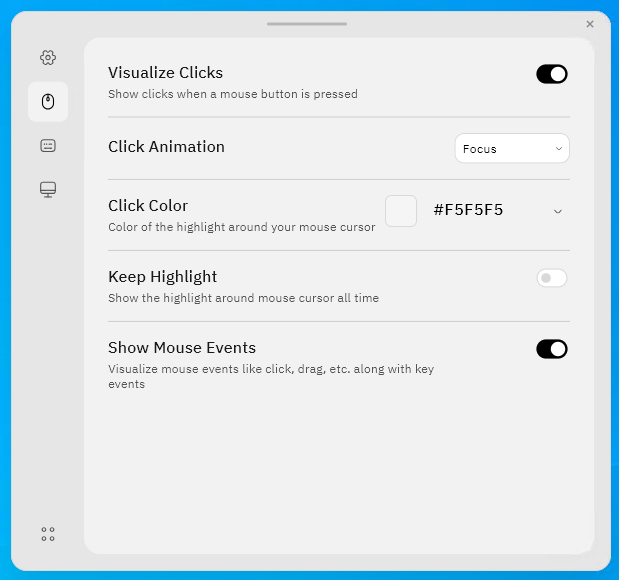 Visualize Clicks
Show clicks when a mouse button is pressed
Click Animation
Focus
Click Color
Color of the highlight around your mouse cursor
#F5F5F5
Keep Highlight
Show the highlight around mouse cursor all time
Show Mouse Events
Visualize mouse events like click, drag, etc. along with key
events